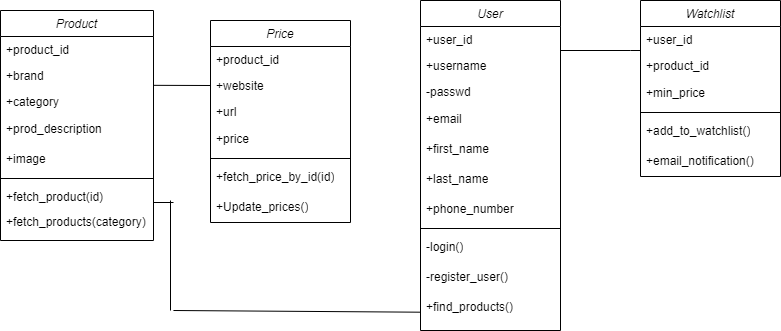 Product
+product_id
+brand
+category
+prod_description
+image
+fetch_product(id)
+fetch_products(category)
Price
+product_id
+website
+url
+price
+fetch_price_by_id(id)
+Update_prices()
User
+user_id
+username
-passwd
+email
+first_name
+last_name
+phone_number
-login()
-register_user()
+find_products()
Watchlist
+user_id
+product_id
+min_price
+add_to_watchlist()
+email_notification()